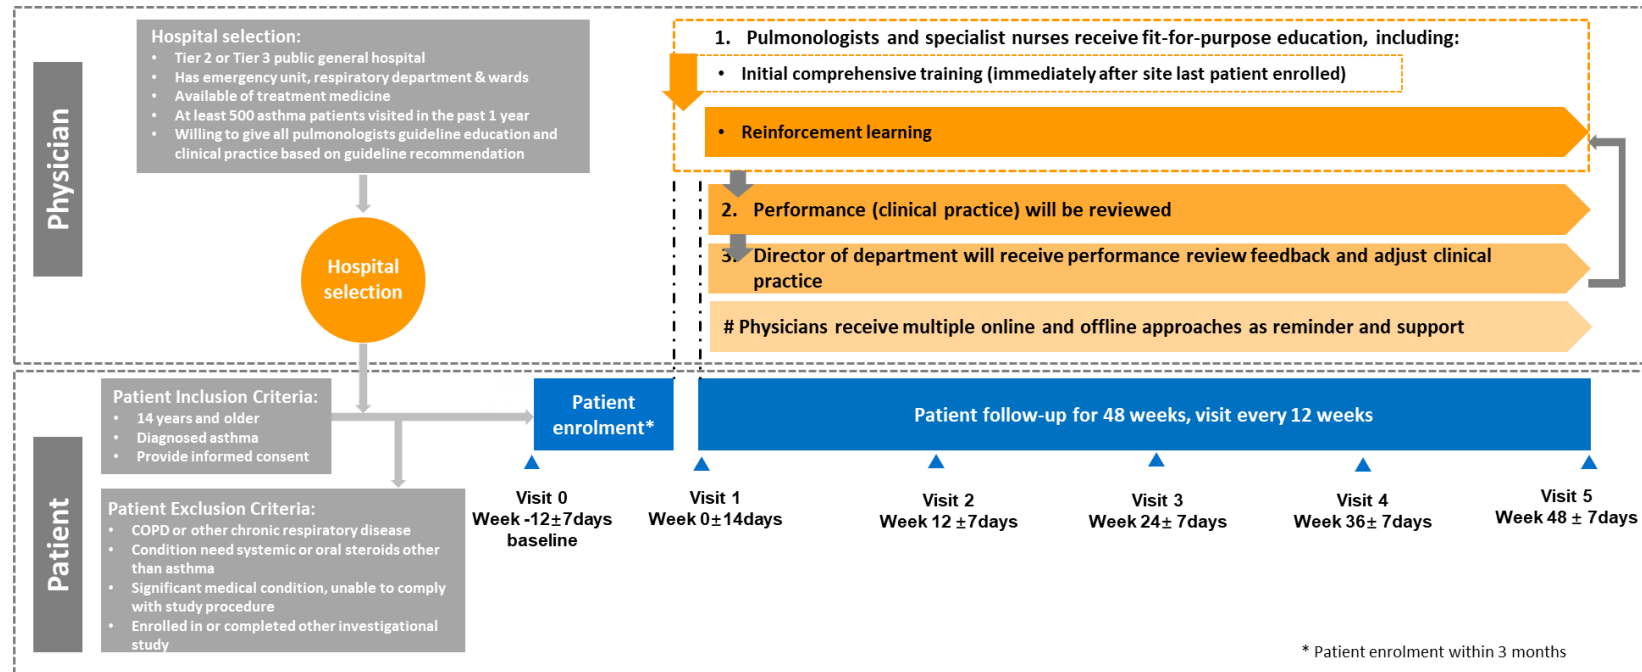 Physician
Hospital selection:
• Tier 2 or Tier 3 public general hospital
• Has emergency unit, respiratory department & wards
• Available of treatment medicine
• At least 500 asthma patients visited in the past 1 year
• Willing to give all pulmonologists guideline education and
clinical practice based on guideline recommendation
Hospital
selection
1. Pulmonologists and specialist nurses receive fit-for-purpose education, including:
• Initial comprehensive training (immediately after site last patient enrolled)
• Reinforcement learning
2. Performance (clinical practice) will be reviewed
3. Director of department will receive performance review feedback and adjust clinical
practice
# Physicians receive multiple online and offline approaches as reminder and support
Patient
Patient Inclusion Criteria:
• 14 years and older
• Diagnosed asthma
• Provide informed consent
Patient Exclusion Criteria:
• COPD or other chronic respiratory disease
• Condition need systemic or oral steroids other
than asthma
• Significant medical condition, unable to comply
with study procedure
• Enrolled in or completed other investigational
study
Patient
enrolment*
Patient follow-up for 48 weeks, visit every 12 weeks
Visit 0
Week -12±7days
baseline
Visit 1
Week 0±14days
Visit 2
Week 12 ±7days
Visit 3
Week 24± 7days
Visit 4
Week 36± 7days
Visit 5
Week 48 ± 7days
* Patient enrolment within 3 months